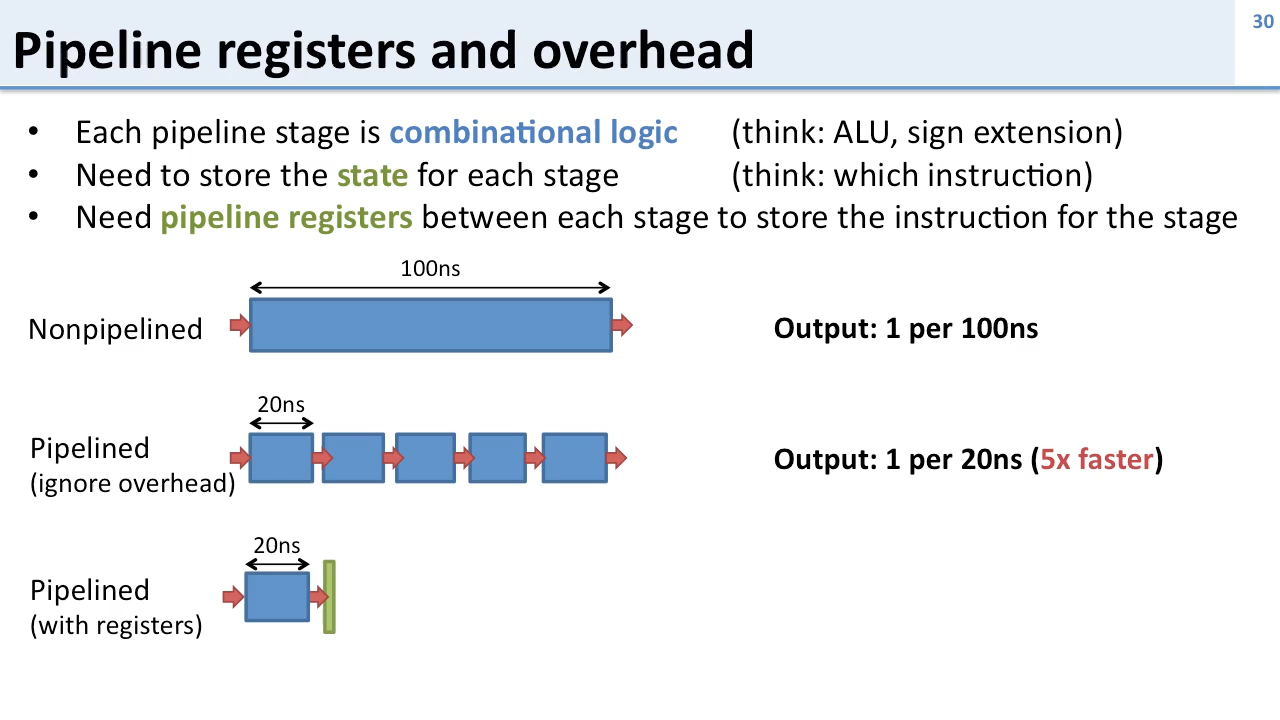 30
Pipeline registers and overhead
• Each pipeline stage is combinational logic (think: ALU, sign extension)
• Need to store the state for each stage (think: which instruction)
• Need pipeline registers between each stage to store the instruction for the stage
100ns
Nonpipelined
Output: 1 per 100ns
20ns
Pipelined
(ignore overhead)
Output: 1 per 20ns (5x faster)
20ns
Pipelined
(with registers)